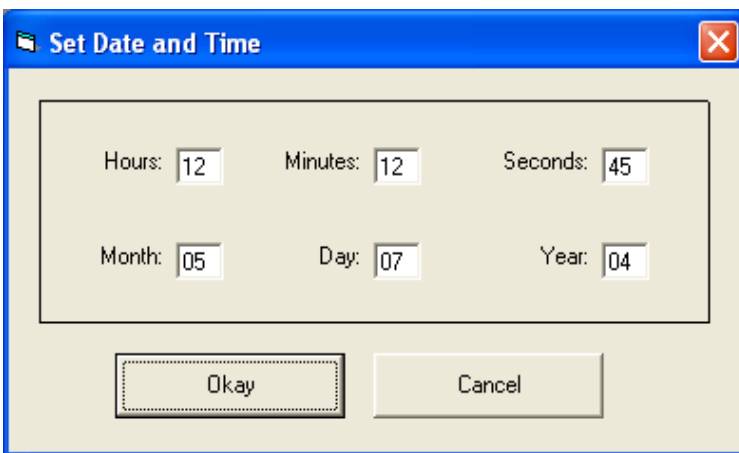 Set Date and Time
Hours: 12 Minutes: 12 Seconds: 45
Month: 05 Day: 07 Year: 04
Okay Cancel